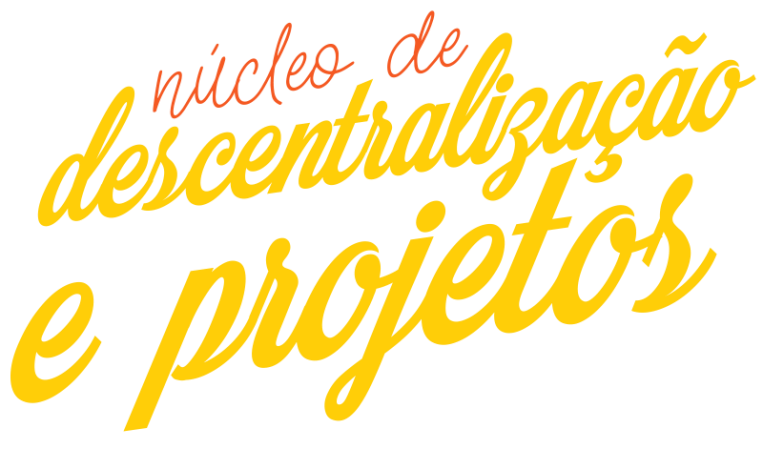 núcleo de
descentralização
e projetos